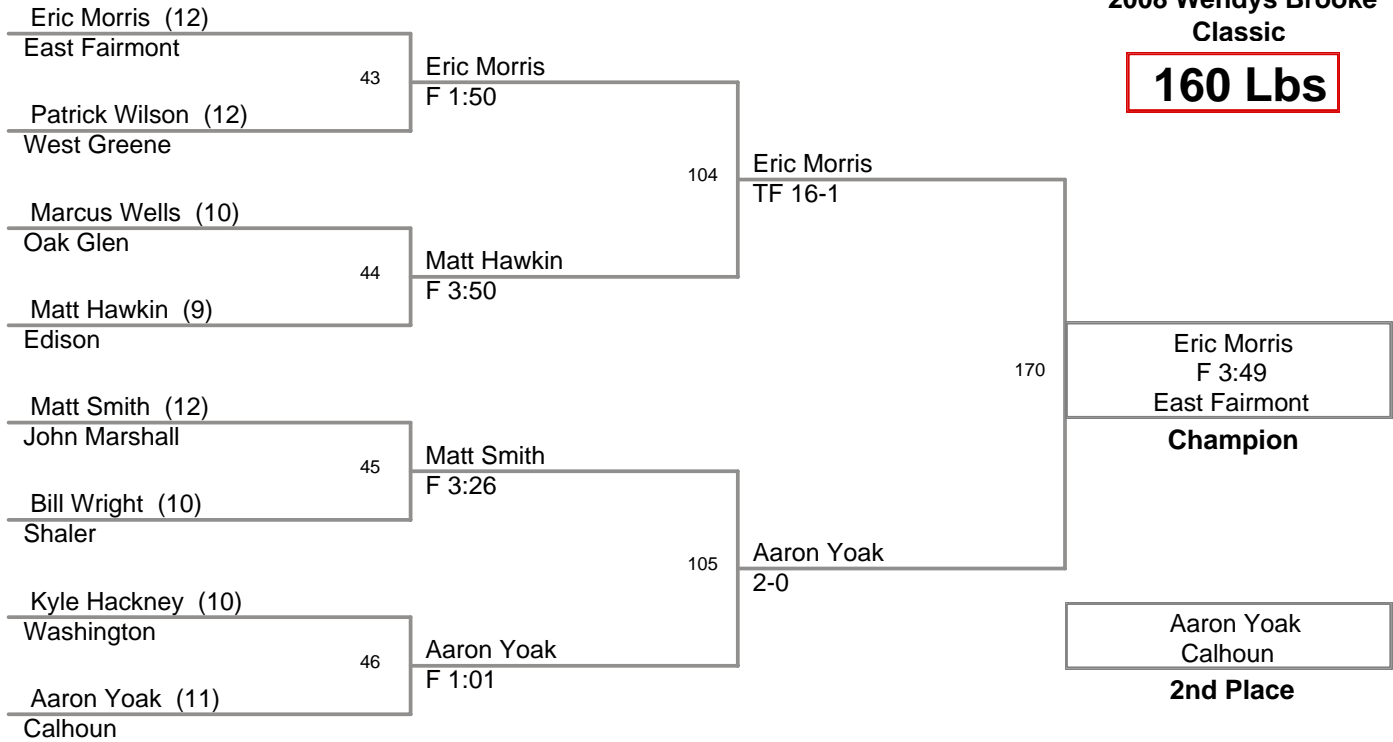 2008 Wendys Brooke
Classic
160 Lbs
Eric Morris (12)
East Fairmont
43
Patrick Wilson (12)
West Greene
Marcus Wells (10)
Oak Glen
44
Matt Hawkin (9)
Edison
Matt Smith (12)
John Marshall
45
Bill Wright (10)
Shaler
Kyle Hackney (10)
Washington
46
Aaron Yoak (11)
Calhoun
Eric Morris
F 1:50
104
Matt Hawkin
F 3:50
Matt Smith
F 3:26
105
Aaron Yoak
F 1:01
Eric Morris
TF 16-1
170
Aaron Yoak
2-0
Eric Morris
F 3:49
East Fairmont
Champion
Aaron Yoak
Calhoun
2nd Place